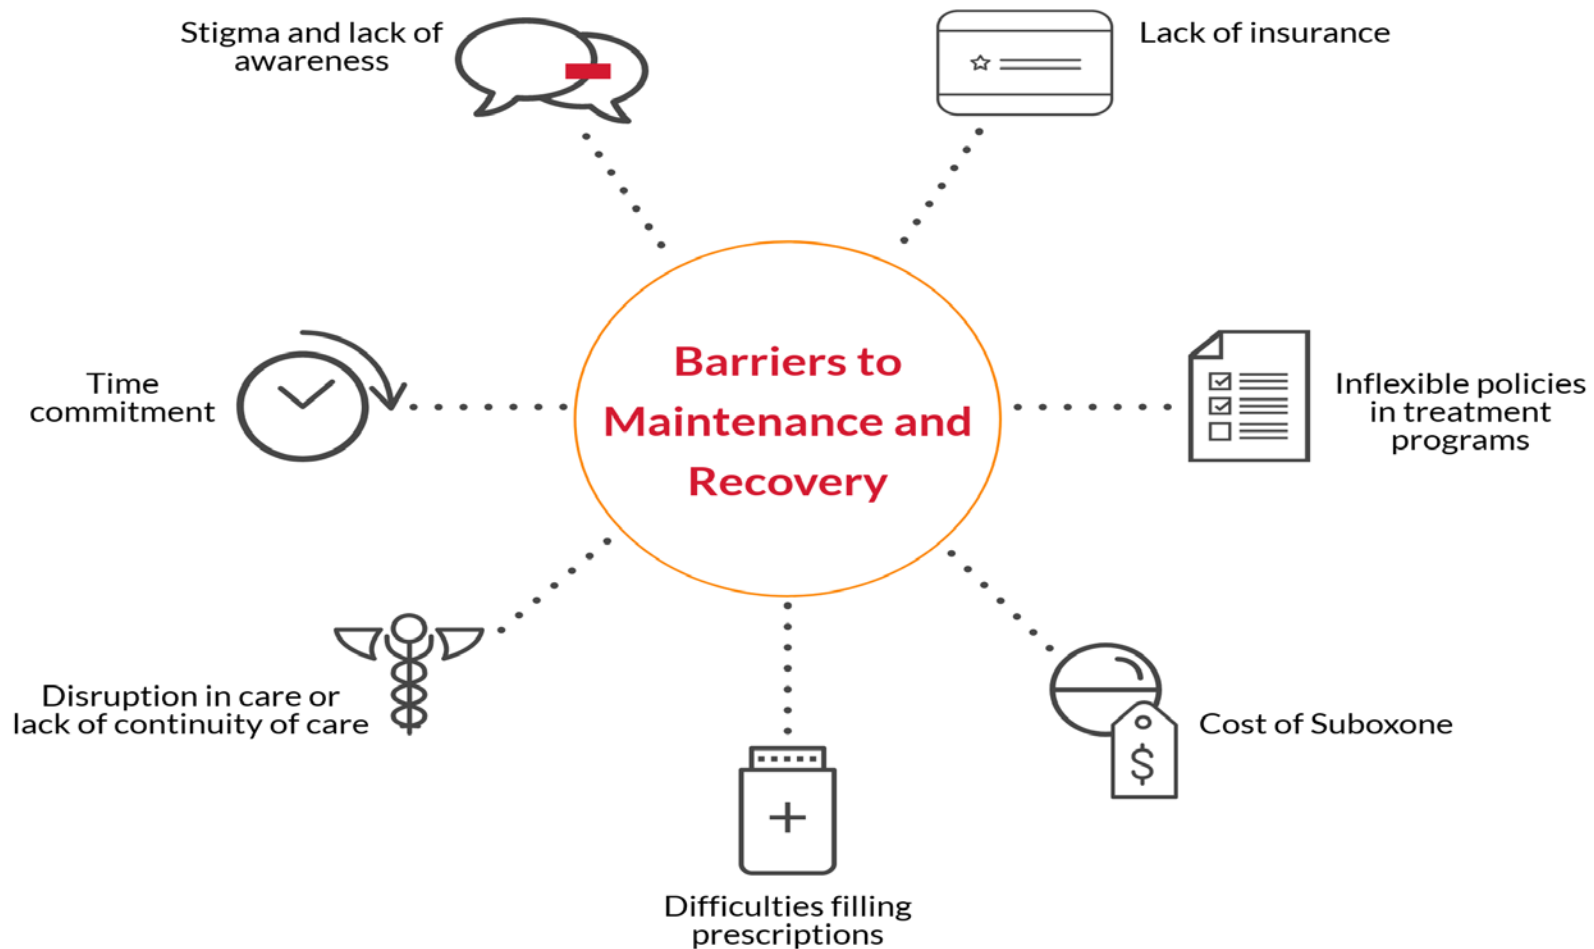 Stigma and lack of
awareness
Lack of insurance
Barriers to
Maintenance and
Recovery
Time
commitment
Inflexible policies
in treatment
programs
Disruption in care or
lack of continuity of care
$
Cost of Suboxone
Difficulties filling
prescriptions